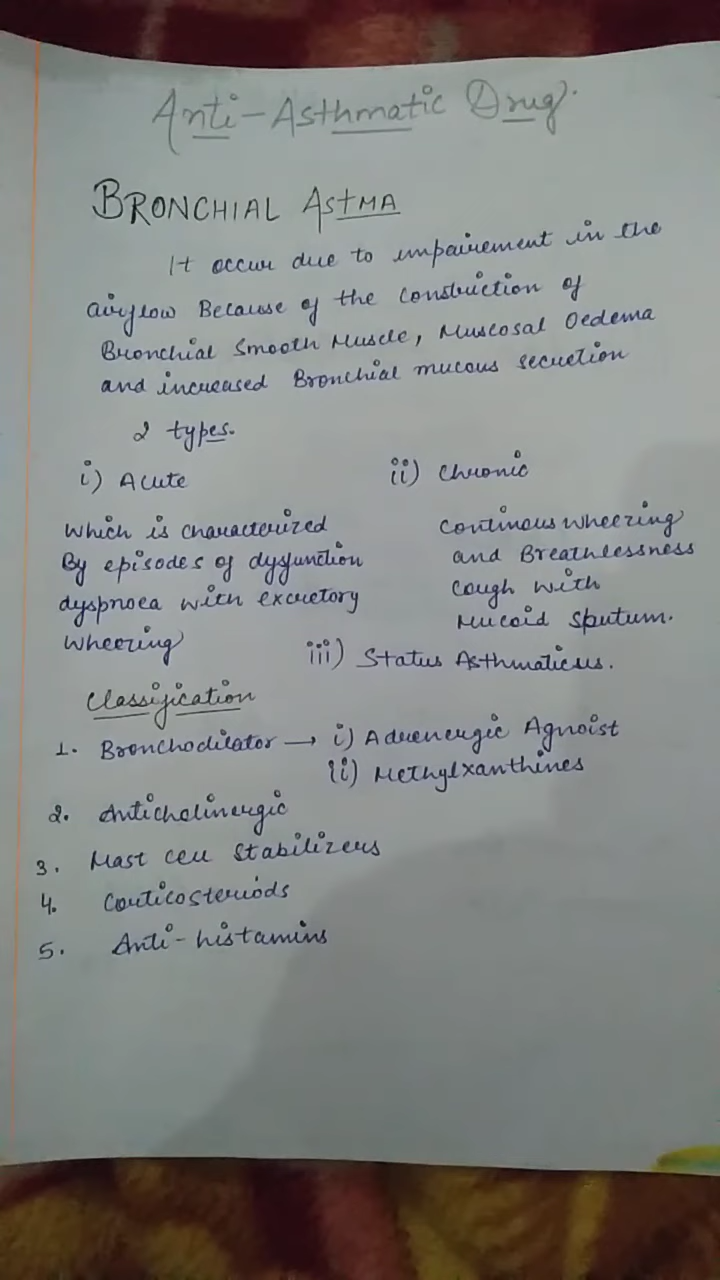 Anti-Asthmatic Drug.
BRONCHIAL ASTMA
It occur due to impairement in the
airflow Because of the constriction of
Bronchial Smooth Muscle, Muscosal Oedema
and increased Bronchial mucous secretion
2 types.
i) Acute
ii) Chronic
Which is characterized
By episodes of dysfunction
dyspnoea with excretory
wheezing
Continous wheezing
and Breathlessness
cough with
Mucoid Sputum.
iii) Status Asthmaticus.
Classification
1. Bronchodilator → i) Adrenergic Agnoist
ii) Methylxanthines
2. Anticholinergic
3. Mast cell Stabilizers
4. Corticosteriods
5. Anti-histamins